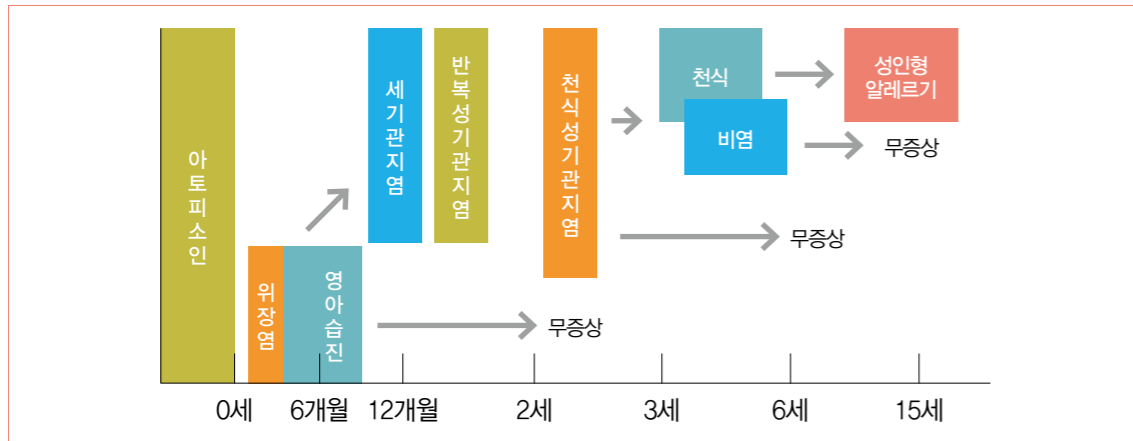 아토피소인
위장염
영아습진
세기관지염
반복성기관지염
천식성기관지염
천식
비염
성인형
알레르기
무증상
무증상
무증상
0세
6개월
12개월
2세
3세
6세
15세